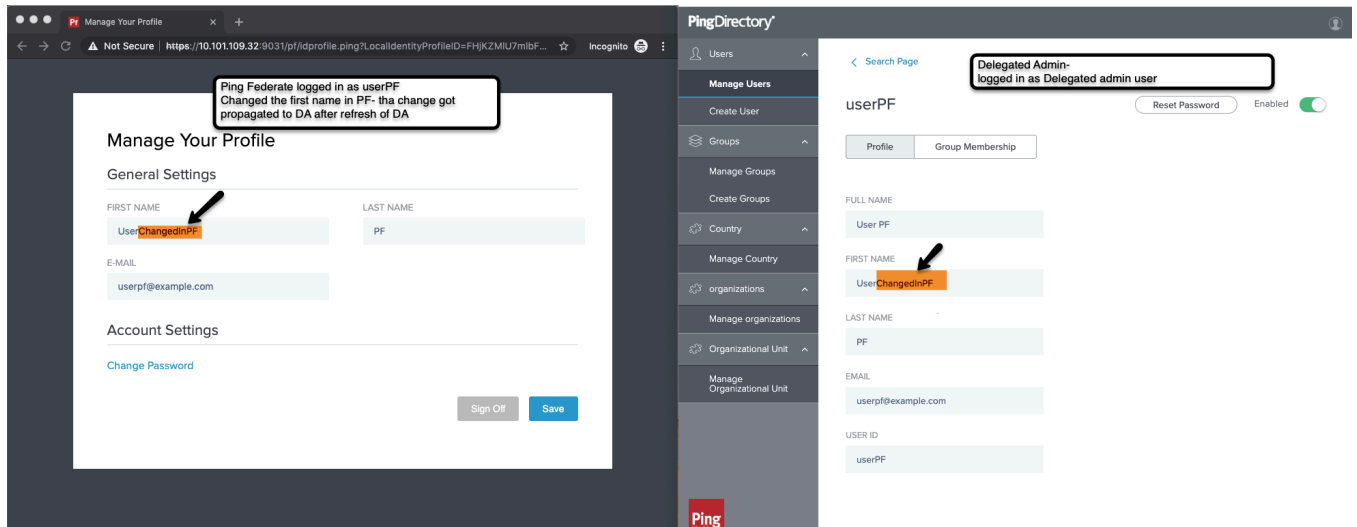 Manage Your Profile
Not Secure | https://10.101.109.32:9031/pf/idprofile.ping?LocalIdentityProfileID=FHjKZMlU7mlbF...
Incognito
Ping Federate logged in as userPF
Changed the first name in PF- tha change got
propagated to DA after refresh of DA
Manage Your Profile
General Settings
FIRST NAME
LAST NAME
UserChangedInPF
PF
E-MAIL
userpf@example.com
Account Settings
Change Password
Sign Off
Save
PingDirectory®
Users
Manage Users
Create User
Groups
Manage Groups
Create Groups
Country
Manage Country
organizations
Manage organizations
Organizational Unit
Manage
Organizational Unit
Ping
Search Page
Delegated Admin-
logged in as Delegated admin user
userPF
Reset Password
Enabled
Profile
Group Membership
FULL NAME
User PF
FIRST NAME
UserChangedInPF
LAST NAME
PF
EMAIL
userpf@example.com
USER ID
userPF